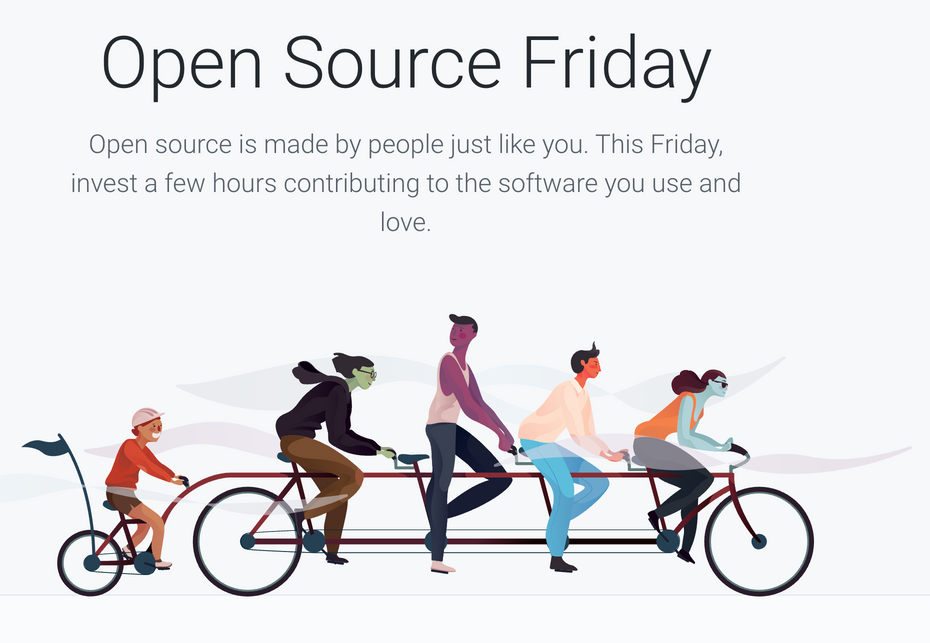 Open Source Friday
Open source is made by people just like you. This Friday,
invest a few hours contributing to the software you use and
love.